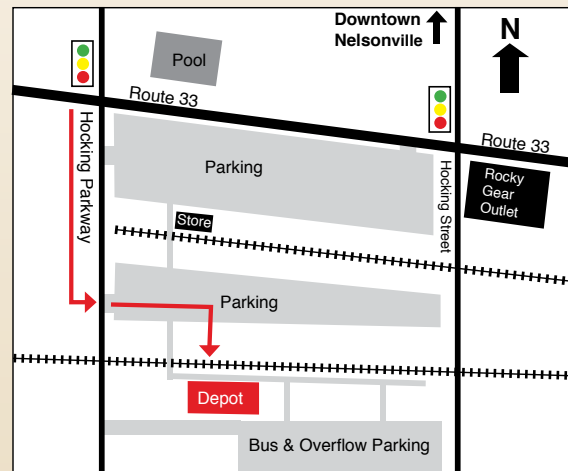 Downtown
Nelsonville
N
Pool
Route 33
Route 33
Hocking Parkway
Parking
Hocking Street
Rocky
Gear
Outlet
Store
Parking
Depot
Bus & Overflow Parking